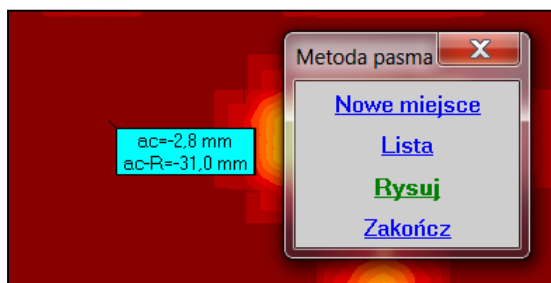 Metoda pasma
Nowe miejsce
Lista
Rysuj
Zakończ
ac=-2,8 mm
ac-R=-31,0 mm